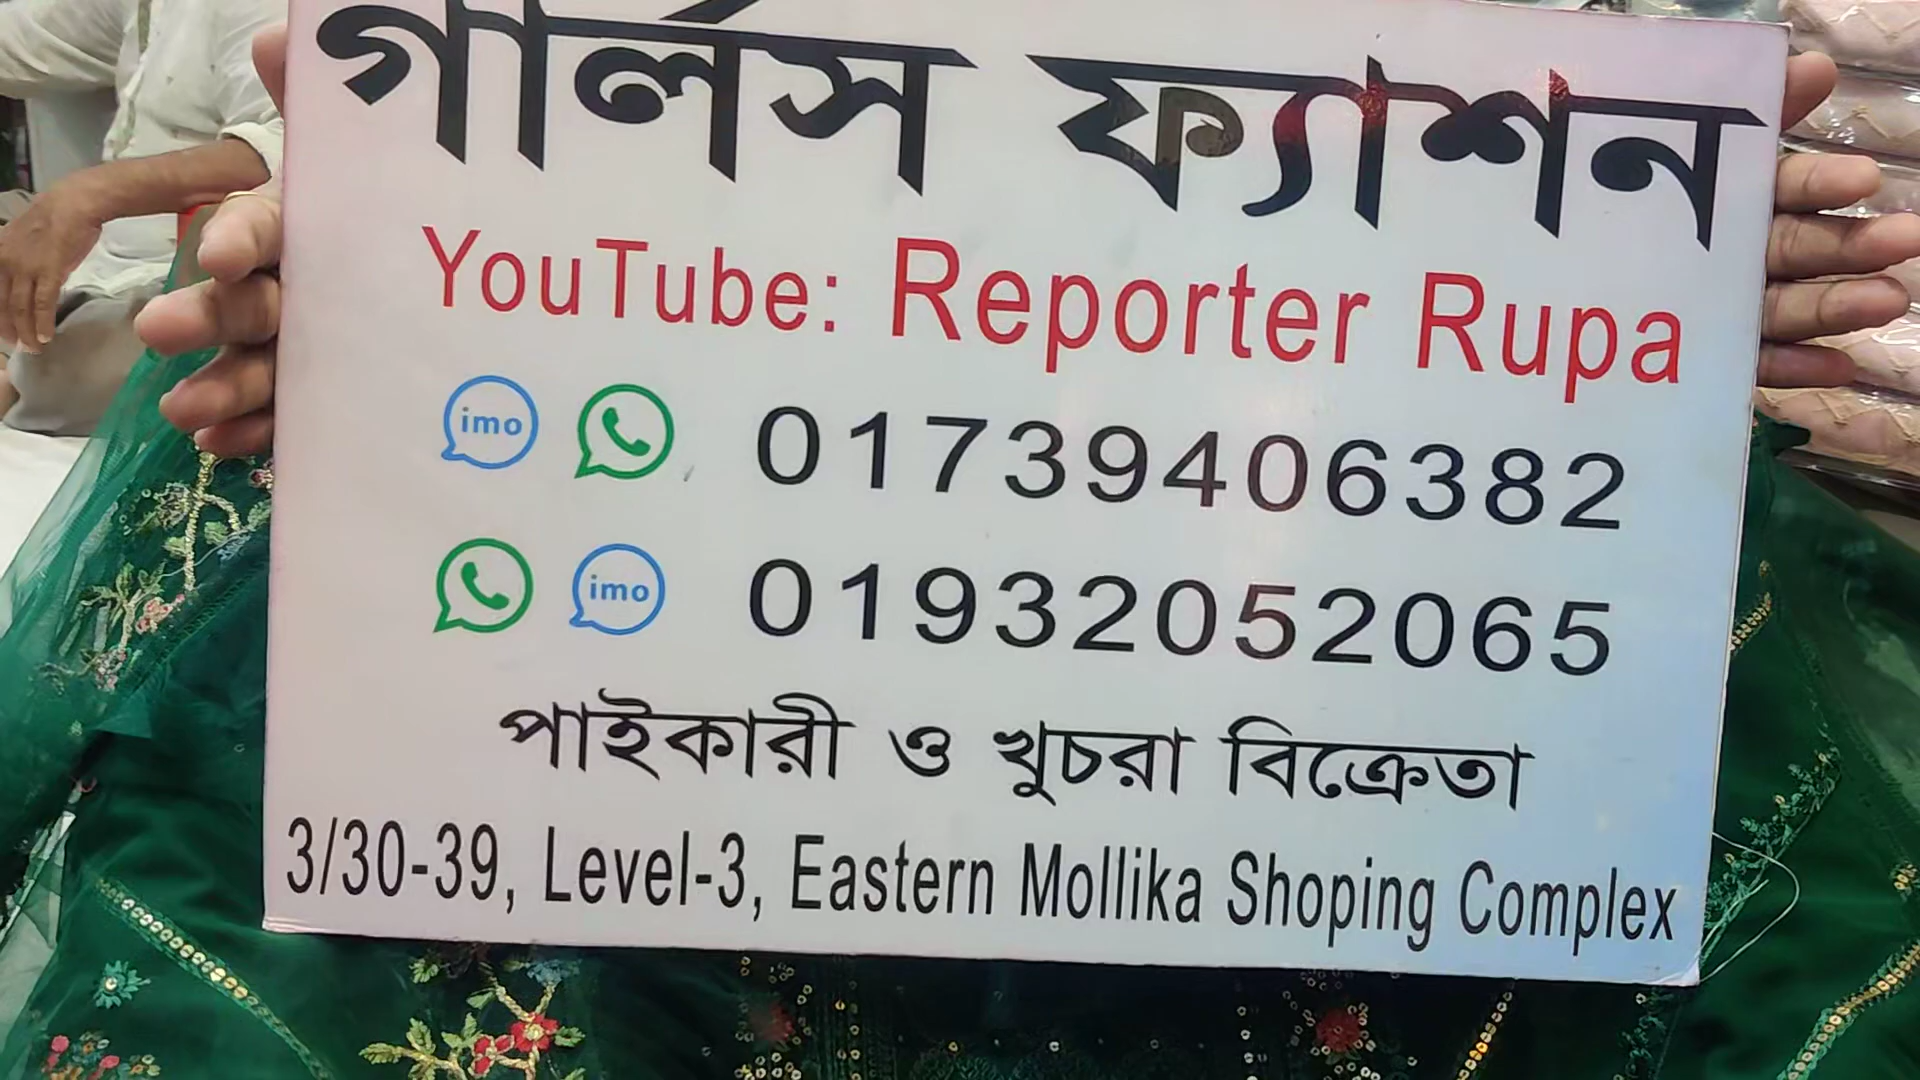 গার্লস ফ্যাশন
YouTube: Reporter Rupa
imo 01739406382
imo 01932052065
পাইকারী ও খুচরা বিক্রেতা
3/30-39, Level-3, Eastern Mollika Shoping Complex